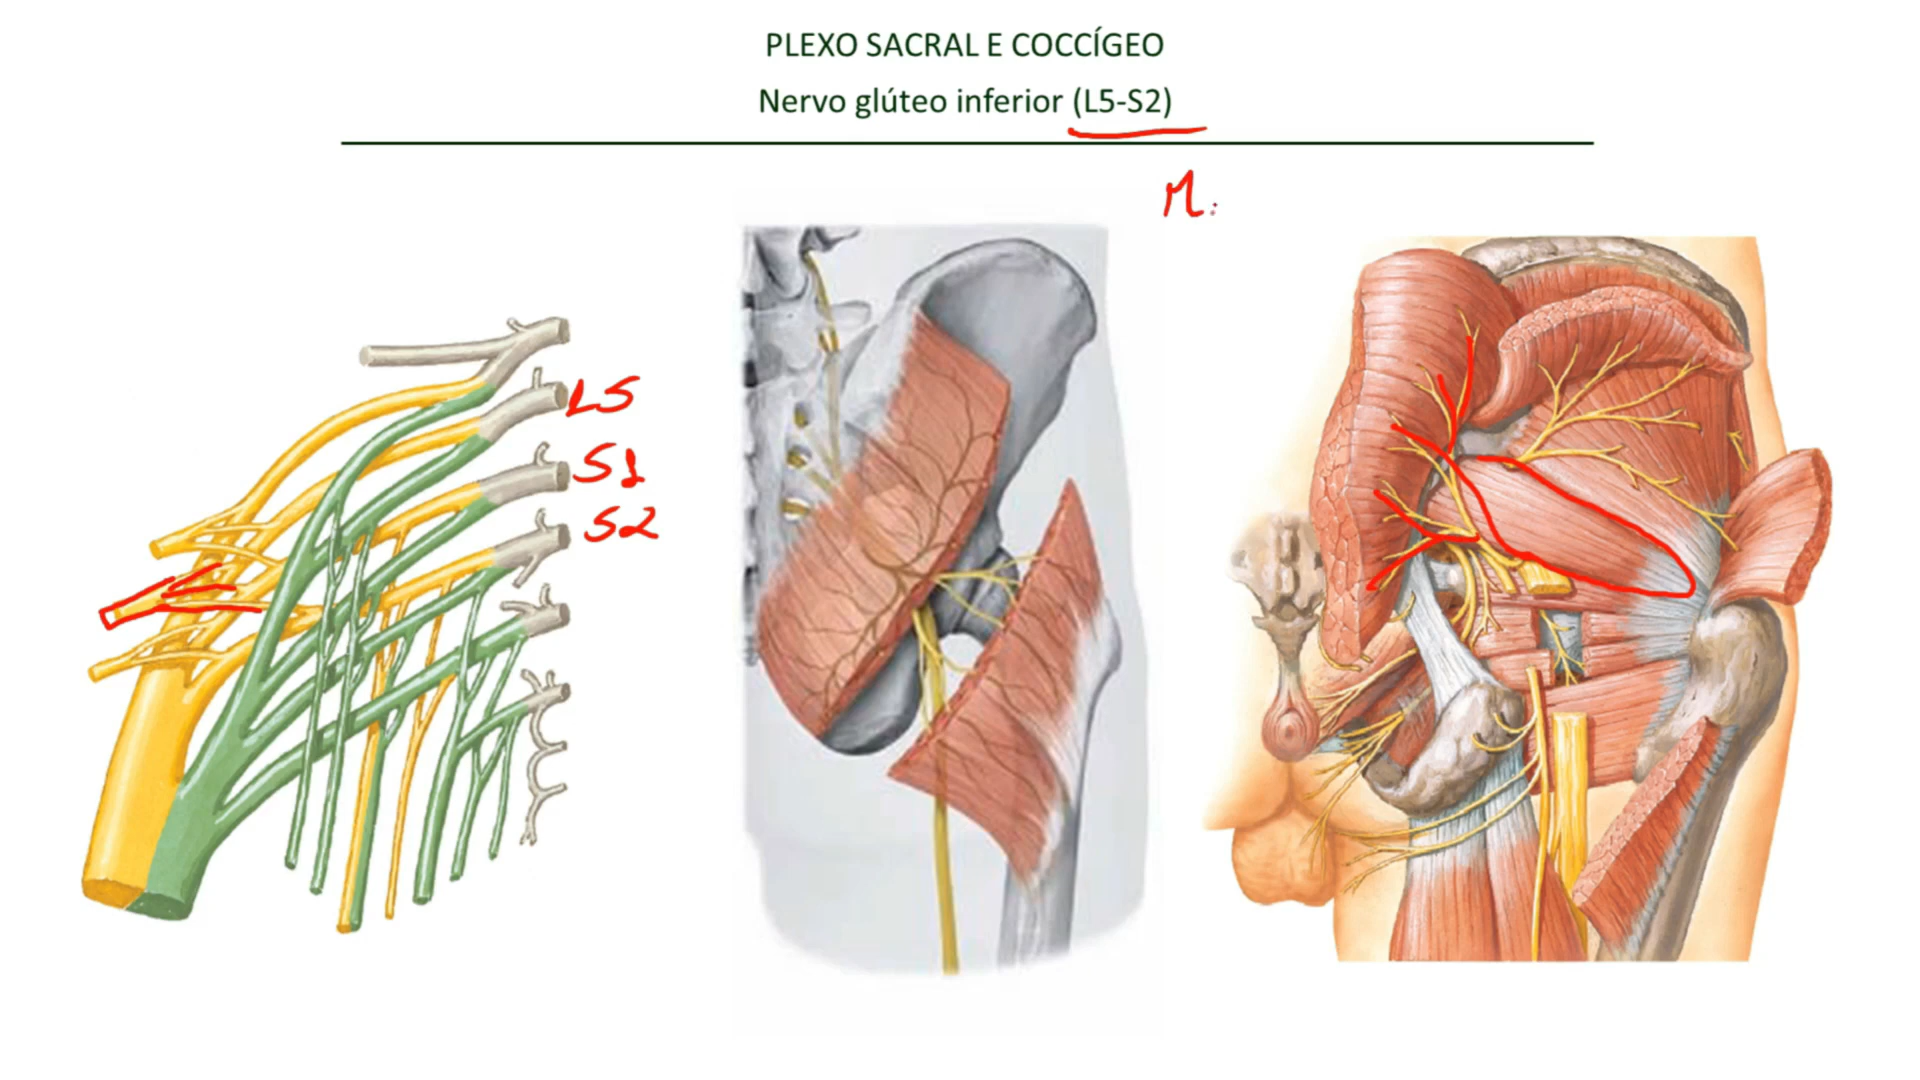 PLEXO SACRAL E COCCÍGEO
Nervo glúteo inferior (L5-S2)
M.
L5
S1
S2